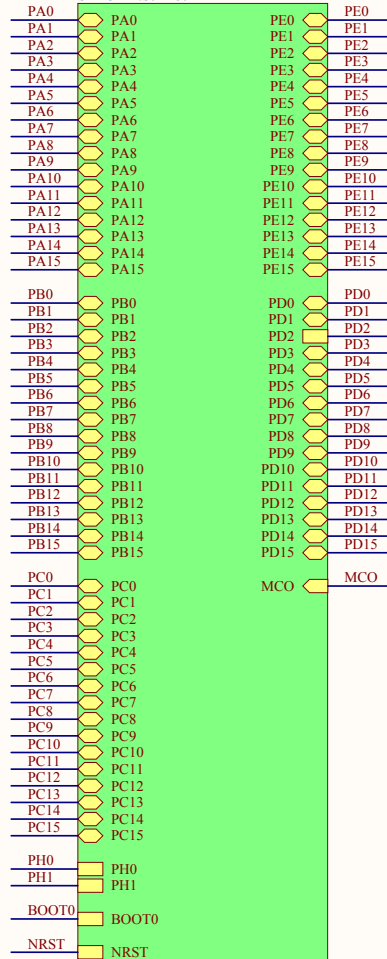 PA0 PA0 PE0 PE0
PA1 PA1 PE1 PE1
PA2 PA2 PE2 PE2
PA3 PA3 PE3 PE3
PA4 PA4 PE4 PE4
PA5 PA5 PE5 PE5
PA6 PA6 PE6 PE6
PA7 PA7 PE7 PE7
PA8 PA8 PE8 PE8
PA9 PA9 PE9 PE9
PA10 PA10 PE10 PE10
PA11 PA11 PE11 PE11
PA12 PA12 PE12 PE12
PA13 PA13 PE13 PE13
PA14 PA14 PE14 PE14
PA15 PA15 PE15 PE15
PB0 PB0 PD0 PD0
PB1 PB1 PD1 PD1
PB2 PB2 PD2 PD2
PB3 PB3 PD3 PD3
PB4 PB4 PD4 PD4
PB5 PB5 PD5 PD5
PB6 PB6 PD6 PD6
PB7 PB7 PD7 PD7
PB8 PB8 PD8 PD8
PB9 PB9 PD9 PD9
PB10 PB10 PD10 PD10
PB11 PB11 PD11 PD11
PB12 PB12 PD12 PD12
PB13 PB13 PD13 PD13
PB14 PB14 PD14 PD14
PB15 PB15 PD15 PD15
PC0 PC0 MCO MCO
PC1 PC1
PC2 PC2
PC3 PC3
PC4 PC4
PC5 PC5
PC6 PC6
PC7 PC7
PC8 PC8
PC9 PC9
PC10 PC10
PC11 PC11
PC12 PC12
PC13 PC13
PC14 PC14
PC15 PC15
PH0 PH0
PH1 PH1
BOOT0 BOOT0
NRST NRST